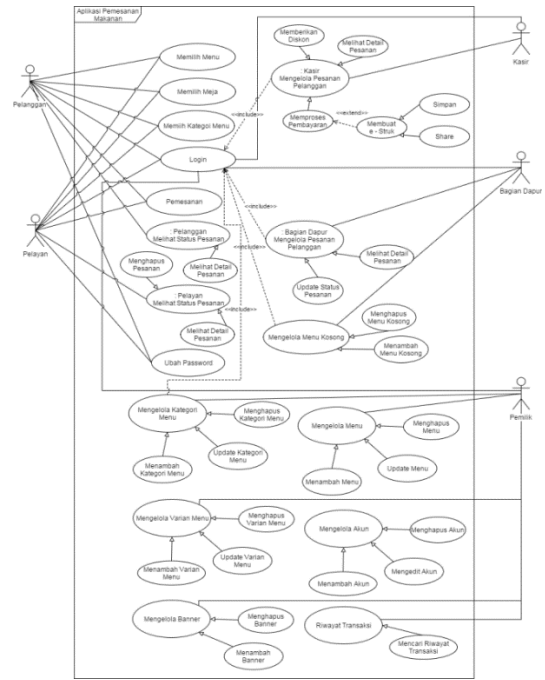 Aplikasi Pemesanan
Makanan
Memberikan
Diskon
Melihat Detail
Pesanan
Kasir
Memilih Menu
: Kasir
Mengelola Pesanan
Pelanggan
Pelanggan
Memilih Meja
Simpan
<<include>>
Memproses
Pembayaran
<<extend>>
Membuat
e - Struk
Memlih Kategoi Menu
Share
Login
Bagian Dapur
Pemesanan
<<include>>
Pelayan
: Pelanggan
Melihat Status Pesanan
<<include>>
: Bagian Dapur
Mengelola Pesanan
Pelanggan
Melihat Detail
Pesanan
Menghapus
Pesanan
Melihat Detail
Pesanan
Update Status
Pesanan
: Pelayan
Melihat Status Pesanan
<<include>>
Menghapus
Menu Kosong
Melihat Detail
Pesanan
Mengelola Menu Kosong
Menambah
Menu Kosong
Ubah Password
Pemilik
Mengelola Kategori
Menu
Menghapus
Kategori Menu
Mengelola Menu
Menghapus
Menu
Update Kategori
Menu
Menambah
Kategori Menu
Update Menu
Menambah Menu
Mengelola Varian Menu
Menghapus
Varian Menu
Mengelola Akun
Menghapus Akun
Update Varian
Menu
Menambah Varian
Menu
Mengedit Akun
Menambah Akun
Mengelola Banner
Menghapus
Banner
Riwayat Transaksi
Menambah
Banner
Mencari Riwayat
Transaksi